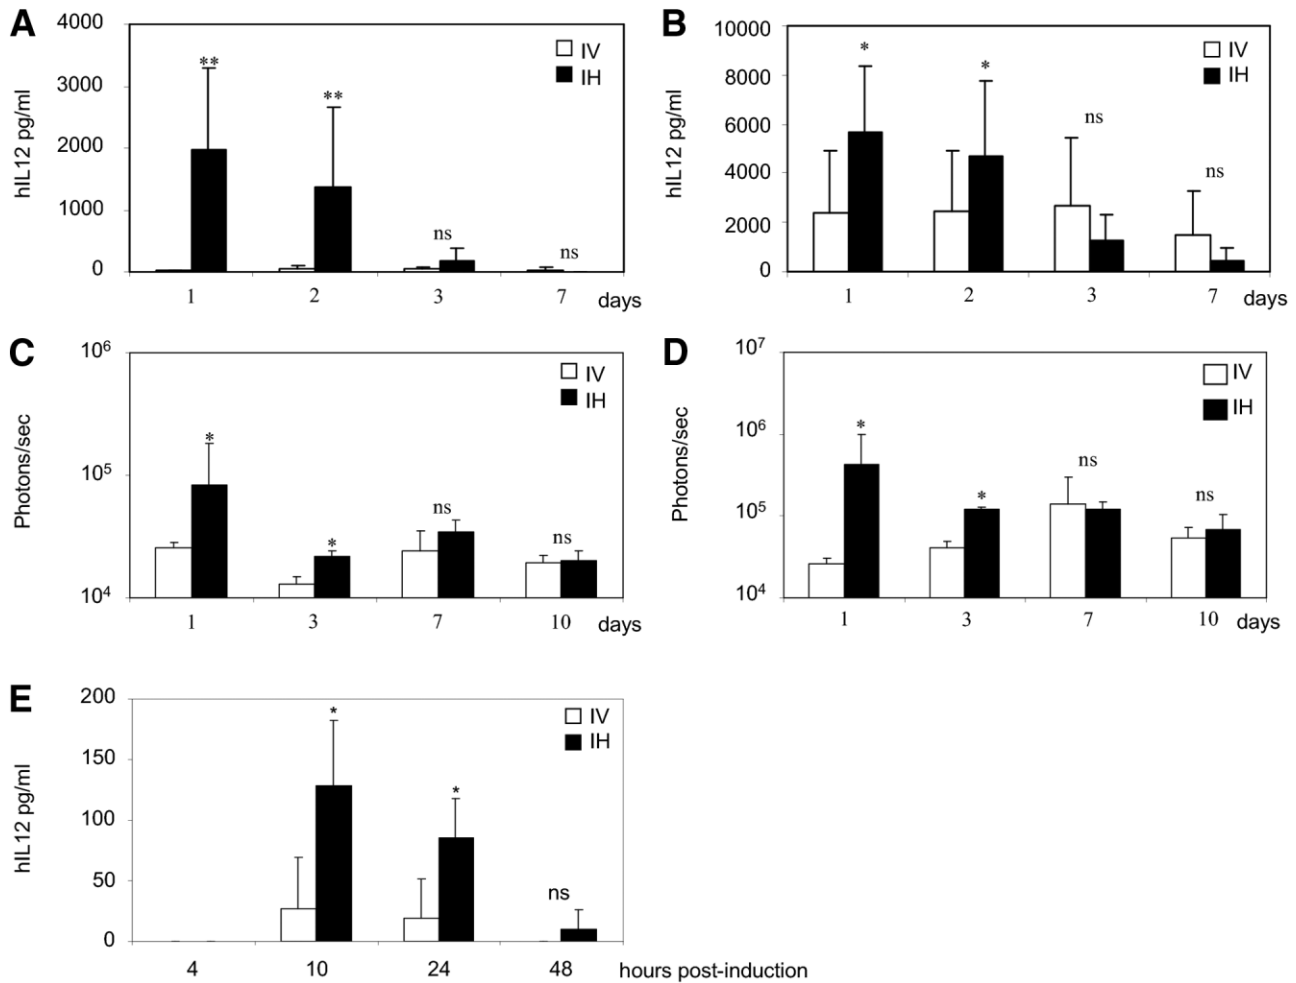 A
hIL12 pg/ml
4000
3000
2000
1000
0
IV
IH
**
**
ns
ns
1 2 3 7 days
B
hIL12 pg/ml
10000
8000
6000
4000
2000
0
IV
IH
*
*
ns
ns
1 2 3 7 days
C
Photons/sec
10⁶
10⁵
10⁴
IV
IH
*
*
ns
ns
1 3 7 10 days
D
Photons/sec
10⁷
10⁶
10⁵
10⁴
IV
IH
*
*
ns
ns
1 3 7 10 days
E
hIL12 pg/ml
200
150
100
50
0
IV
IH
*
*
ns
4 10 24 48 hours post-induction